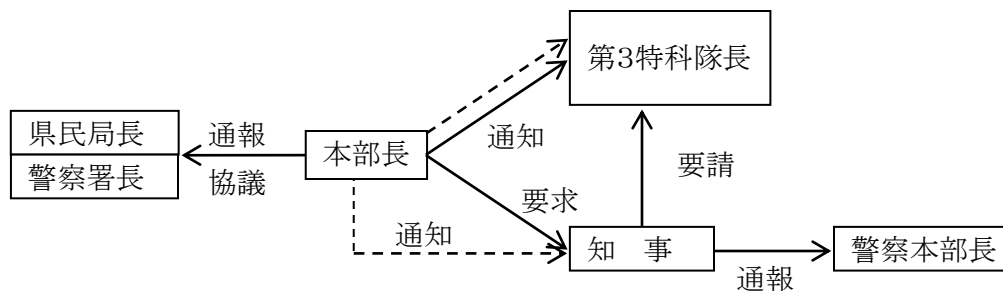 第3特科隊長
県民局長
警察署長
通報
協議
本部長
通知
要請
要求
通知
知　事
通報
警察本部長